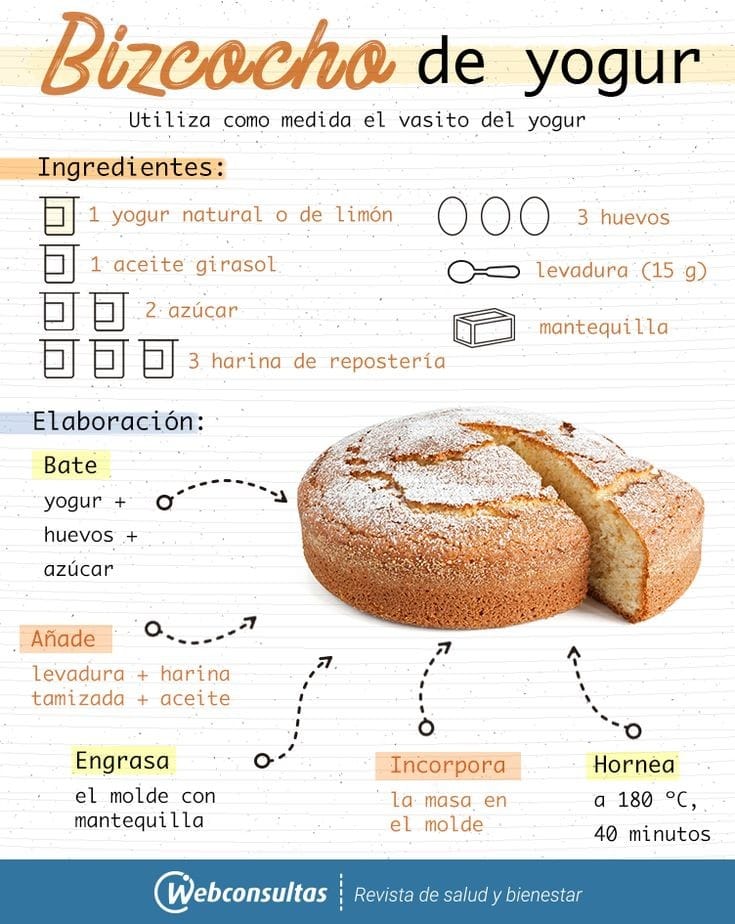 Bizcocho de yogur
Utiliza como medida el vasito del yogur
Ingredientes:
1 yogur natural o de limón
1 aceite girasol
2 azúcar
3 harina de repostería
3 huevos
levadura (15 g)
mantequilla
Elaboración:
Bate
yogur +
huevos +
azúcar
Añade
levadura + harina
tamizada + aceite
Engrasa
el molde con
mantequilla
Incorpora
la masa en
el molde
Hornea
a 180 ºC,
40 minutos
Webconsultas
Revista de salud y bienestar